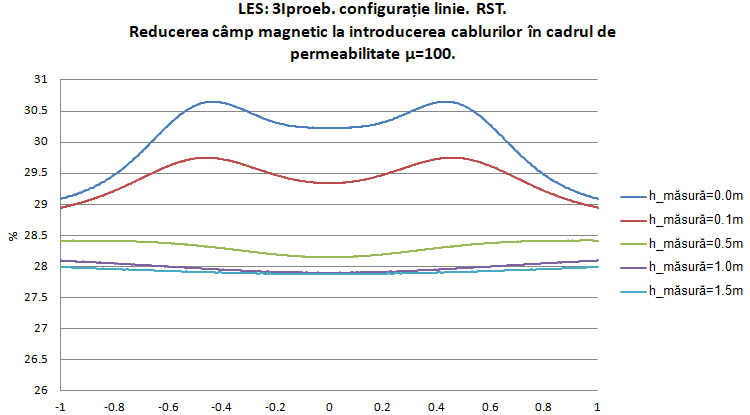 LES: 3Iproeb. configurație linie. RST.
Reducerea câmp magnetic la introducerea cablurilor în cadrul de
permeabilitate μ=100.
31
30.5
30
29.5
29
28.5
28
27.5
27
26.5
26
%
-1 -0.8 -0.6 -0.4 -0.2 0 0.2 0.4 0.6 0.8 1
h_măsură=0.0m
h_măsură=0.1m
h_măsură=0.5m
h_măsură=1.0m
h_măsură=1.5m